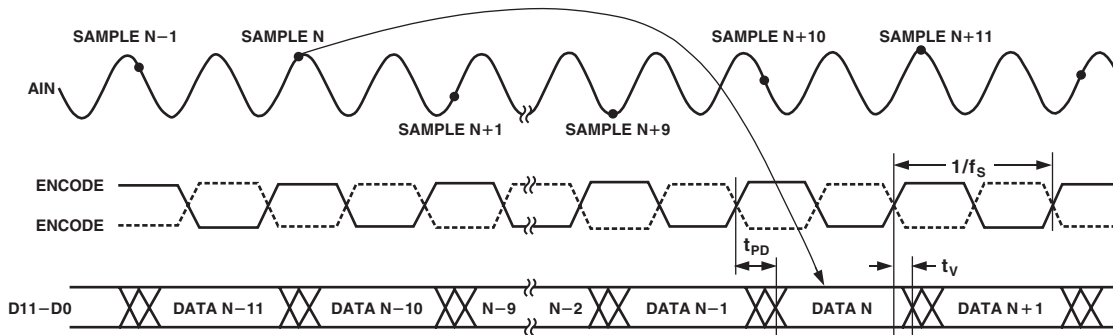 SAMPLE N−1
SAMPLE N
SAMPLE N+10
SAMPLE N+11
AIN
SAMPLE N+1
SAMPLE N+9
1/fS
ENCODE
ENCODE
tPD
tV
D11−D0
DATA N−11
DATA N−10
N−9
N−2
DATA N−1
DATA N
DATA N+1